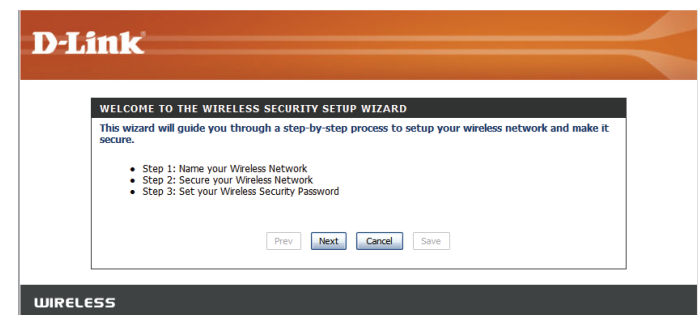 D-Link
WELCOME TO THE WIRELESS SECURITY SETUP WIZARD
This wizard will guide you through a step-by-step process to setup your wireless network and make it
secure.
• Step 1: Name your Wireless Network
• Step 2: Secure your Wireless Network
• Step 3: Set your Wireless Security Password
Prev Next Cancel Save
WIRELESS